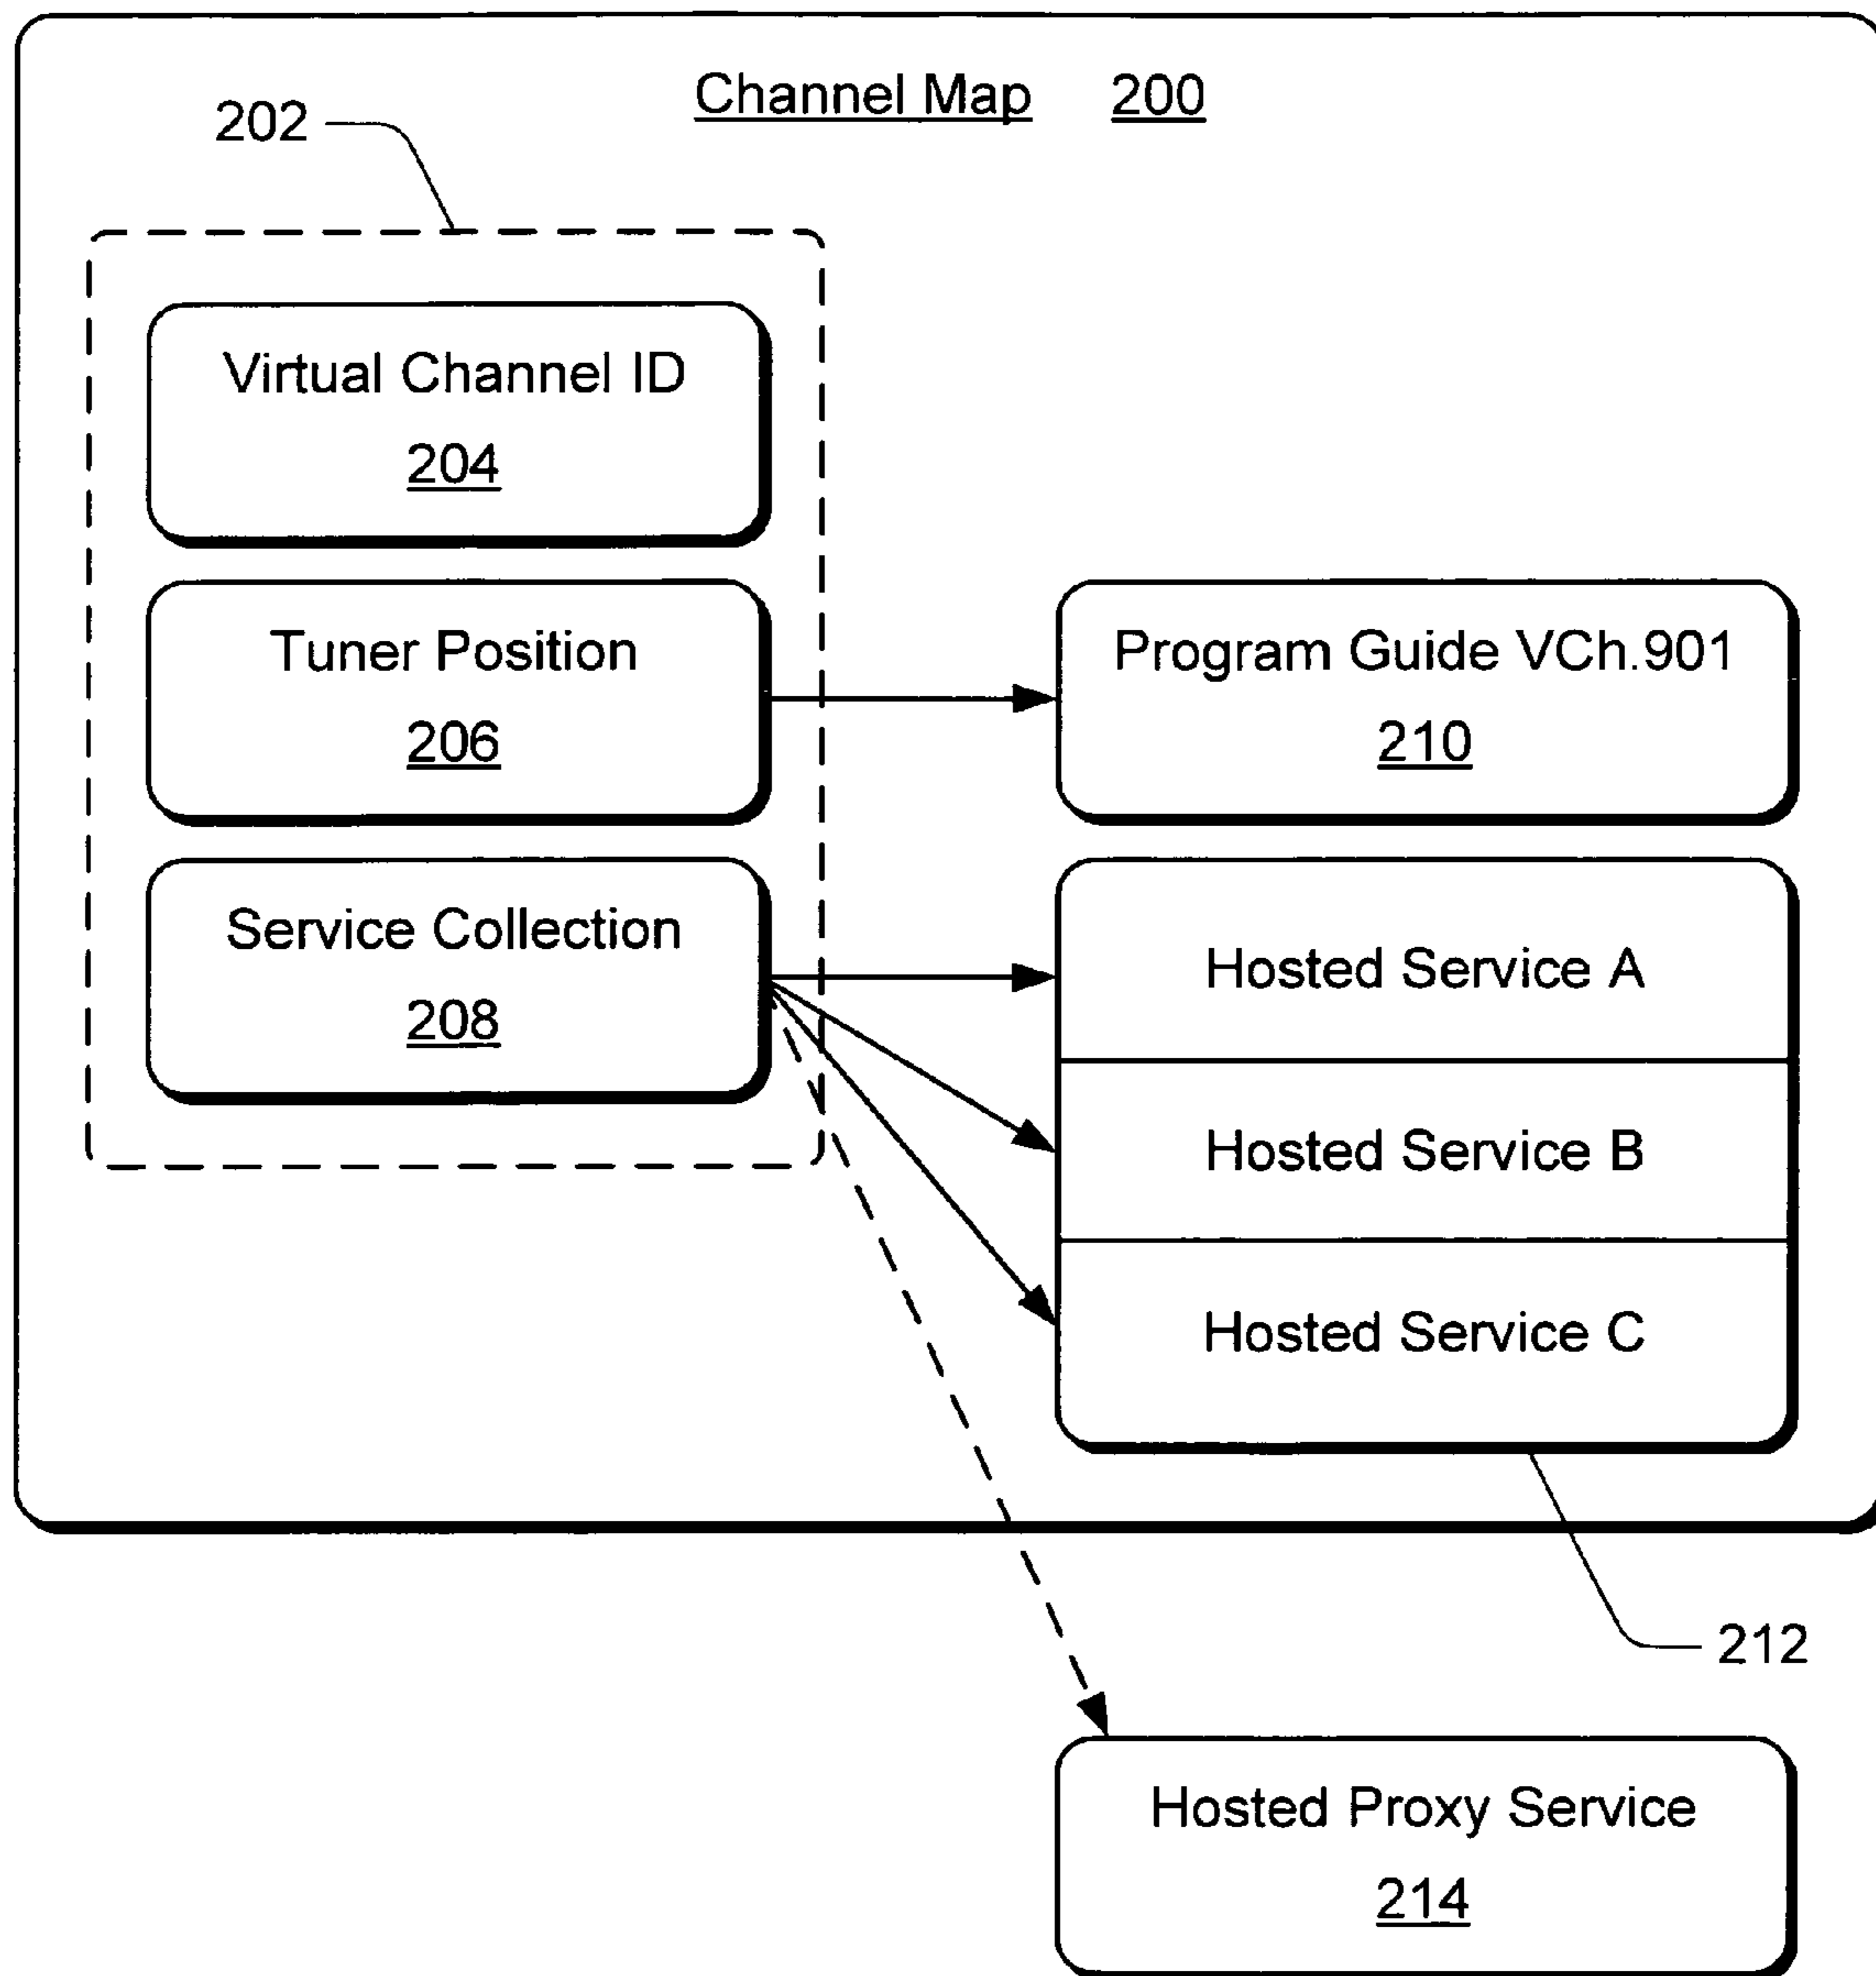 Channel Map 200
202
Virtual Channel ID
204
Tuner Position
206
Program Guide VCh.901
210
Service Collection
208
Hosted Service A
Hosted Service B
Hosted Service C
212
Hosted Proxy Service
214